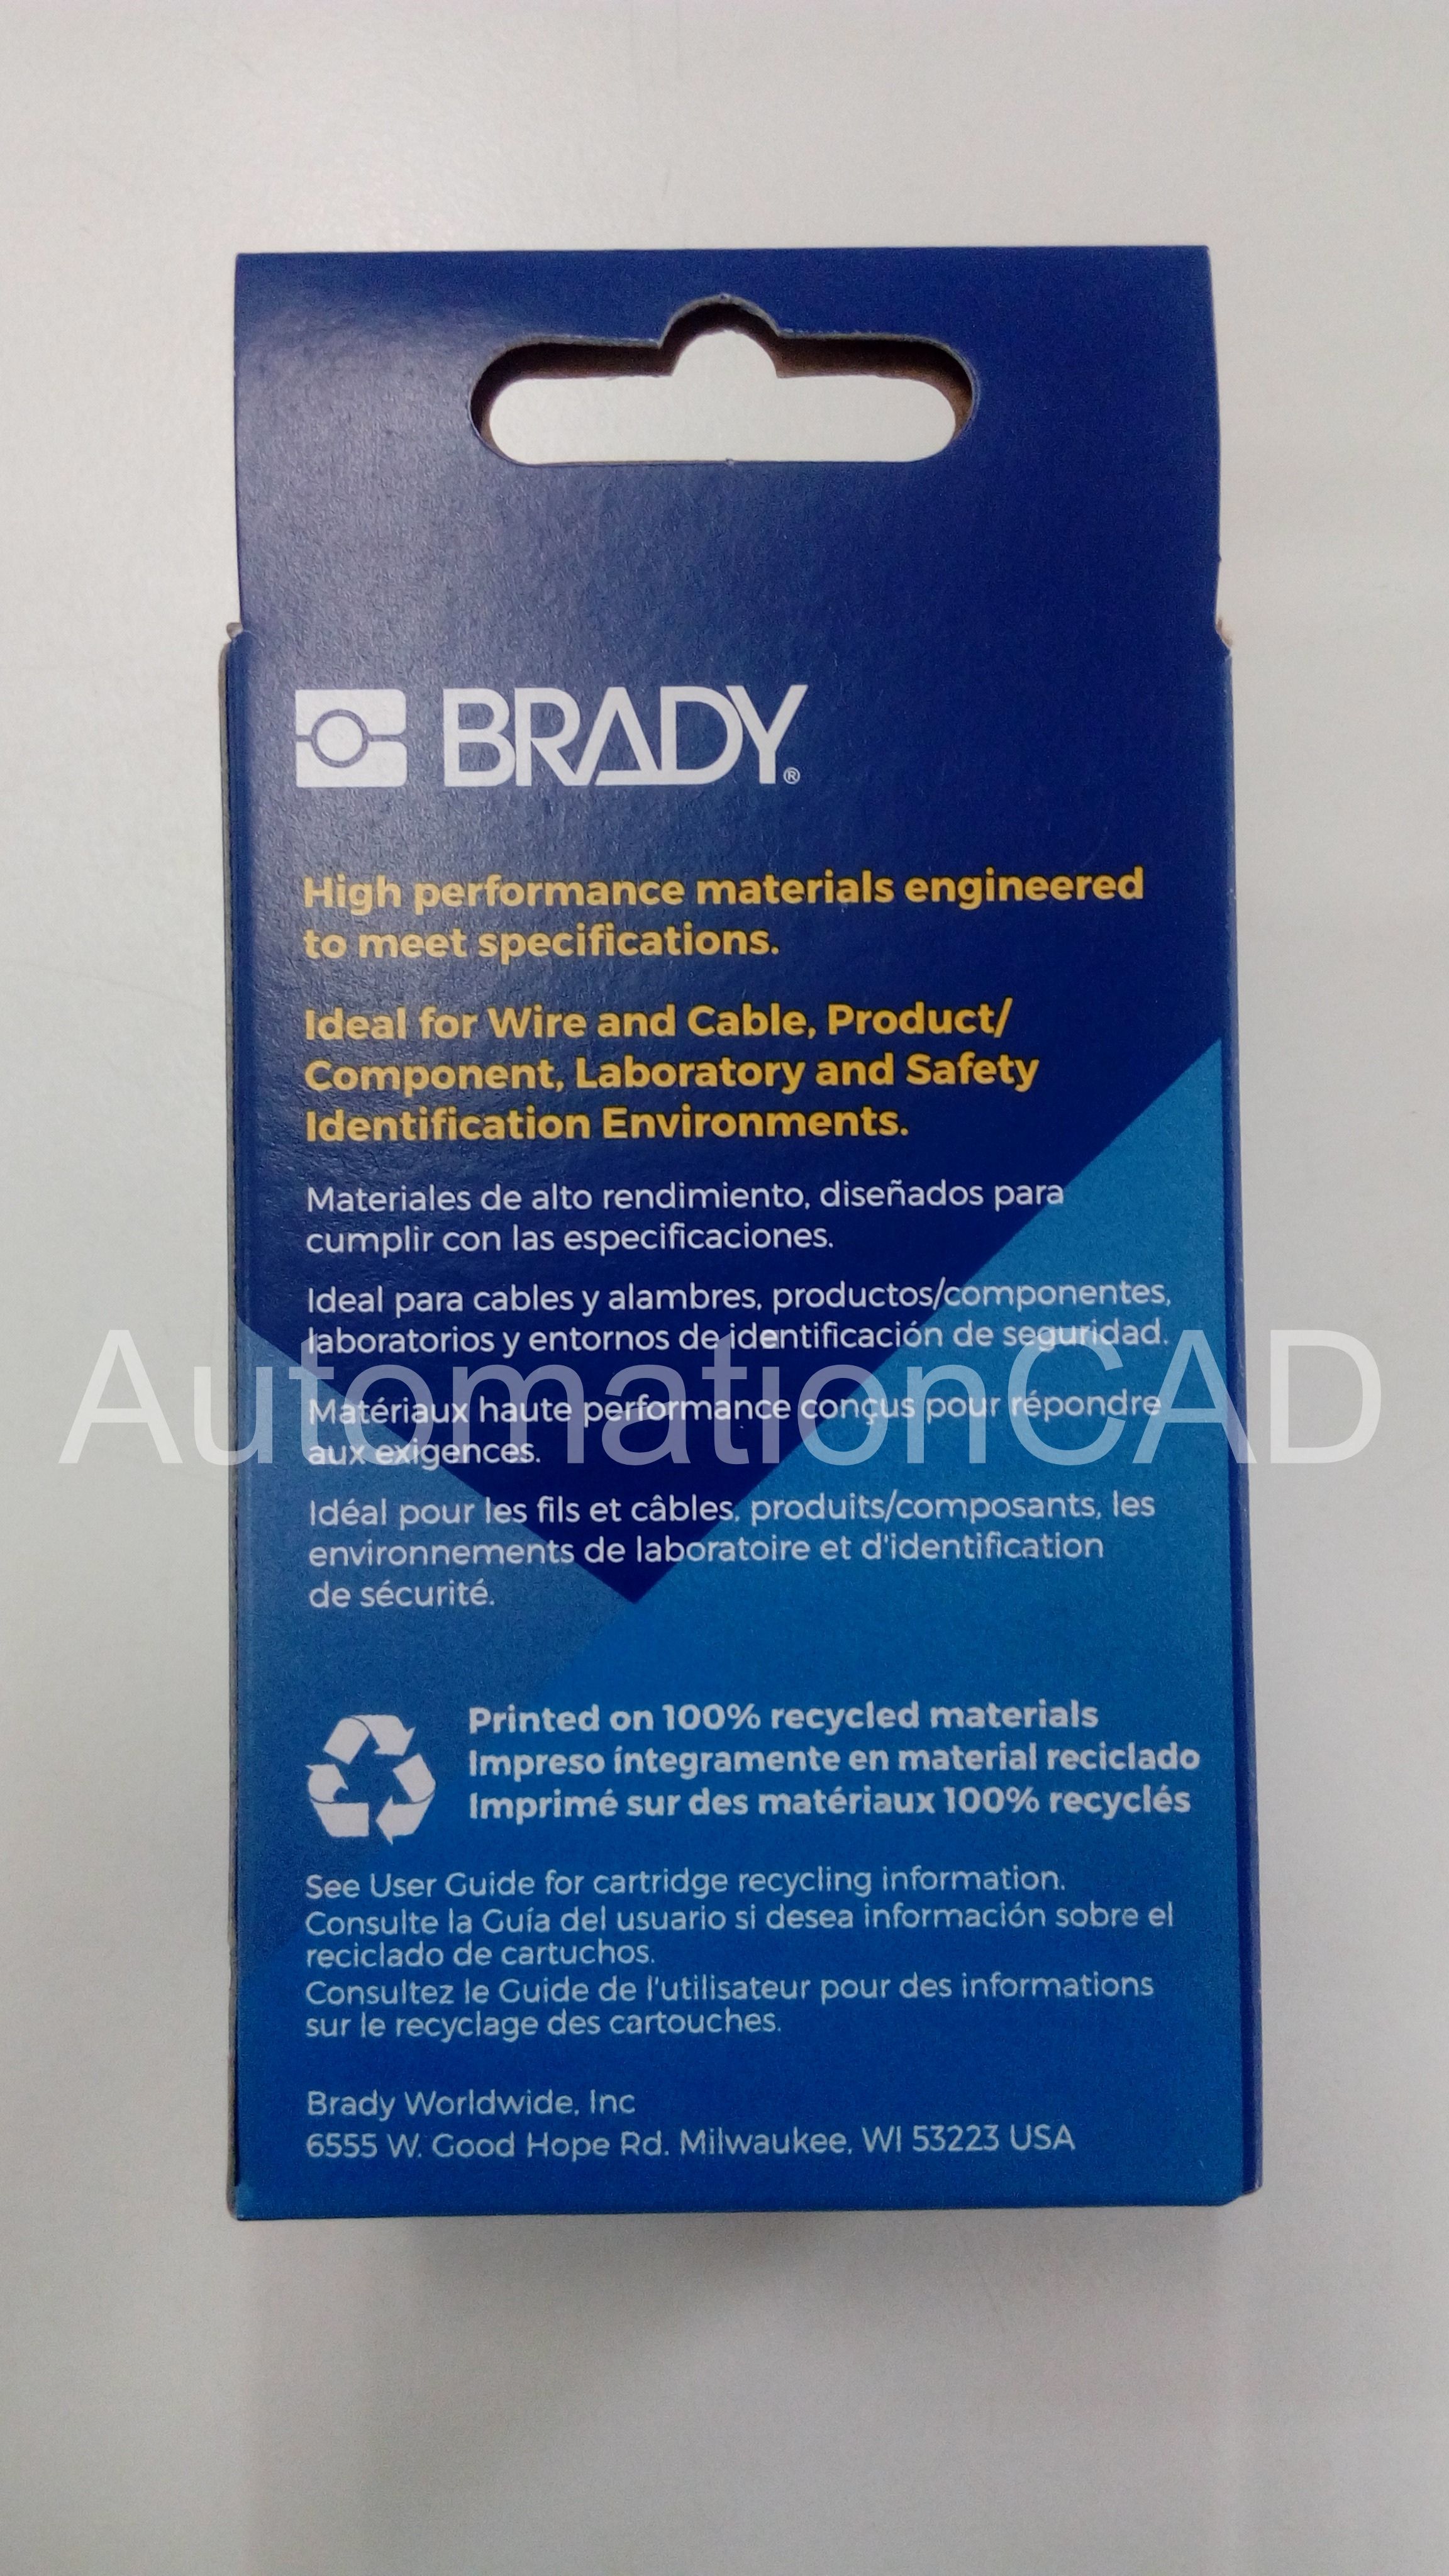 BRADY®
High performance materials engineered
to meet specifications.
Ideal for Wire and Cable, Product/
Component, Laboratory and Safety
Identification Environments.
Materiales de alto rendimiento, diseñados para
cumplir con las especificaciones.
Ideal para cables y alambres, productos/componentes,
laboratorios y entornos de identificación de seguridad.
AutomationCAD
Matériaux haute performance conçus pour répondre
aux exigences.
Idéal pour les fils et câbles, produits/composants, les
environnements de laboratoire et d'identification
de sécurité.
Printed on 100% recycled materials
Impreso íntegramente en material reciclado
Imprimé sur des matériaux 100% recyclés
See User Guide for cartridge recycling information.
Consulte la Guía del usuario si desea información sobre el
reciclado de cartuchos.
Consultez le Guide de l'utilisateur pour des informations
sur le recyclage des cartouches.
Brady Worldwide, Inc
6555 W. Good Hope Rd. Milwaukee, WI 53223 USA